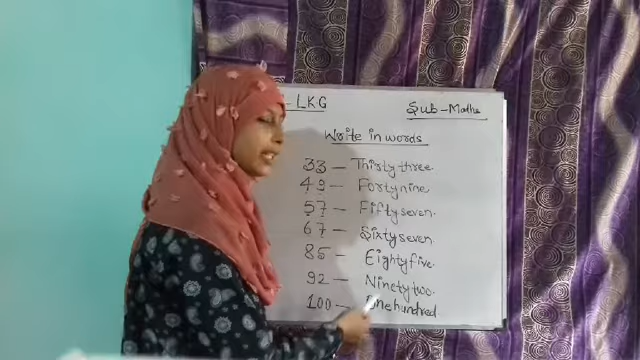 -LKG
Sub-Maths
Write in words
33 — Thirty three.
49 — Forty nine.
57 — Fifty seven.
67 — Sixty seven.
85 — Eighty five.
92 — Ninety two.
100 — One hundred